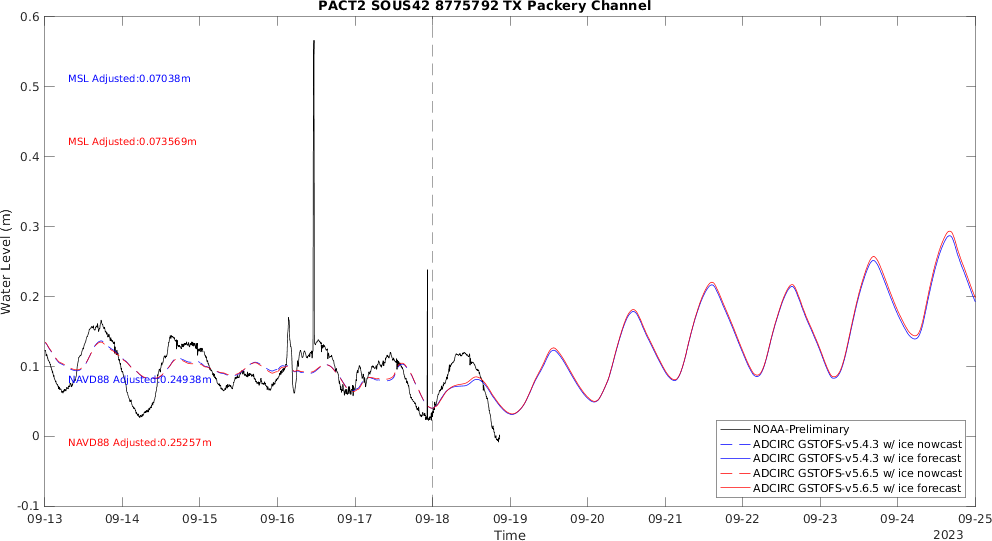 PACT2 SOUS42 8775792 TX Packery Channel
0.6
0.5
0.4
0.3
0.2
0.1
0
-0.1
Water Level (m)
MSL Adjusted:0.07038m
MSL Adjusted:0.073569m
NAVD88 Adjusted:0.24938m
NAVD88 Adjusted:0.25257m
NOAA-Preliminary
ADCIRC GSTOFS-v5.4.3 w/ ice nowcast
ADCIRC GSTOFS-v5.4.3 w/ ice forecast
ADCIRC GSTOFS-v5.6.5 w/ ice nowcast
ADCIRC GSTOFS-v5.6.5 w/ ice forecast
09-13 09-14 09-15 09-16 09-17 09-18 09-19 09-20 09-21 09-22 09-23 09-24 09-25
Time
2023